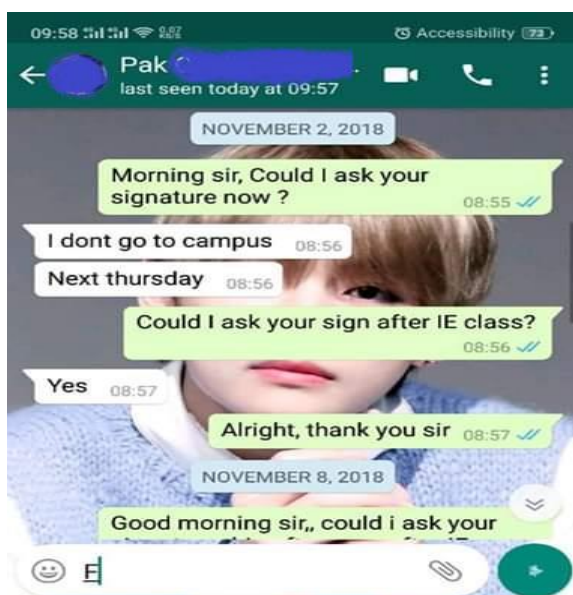 09:58
Accessibility 73
Pak
last seen today at 09:57
NOVEMBER 2, 2018
Morning sir, Could I ask your
signature now ?
08:55
I dont go to campus 08:56
Next thursday 08:56
Could I ask your sign after IE class?
08:56
Yes 08:57
Alright, thank you sir 08:57
NOVEMBER 8, 2018
Good morning sir,, could i ask your
E